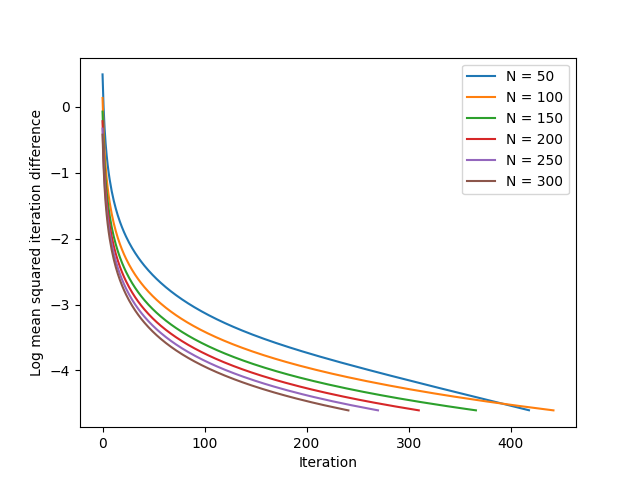 N = 50
N = 100
N = 150
N = 200
N = 250
N = 300
0
−1
−2
−3
−4
Log mean squared iteration difference
0 100 200 300 400
Iteration